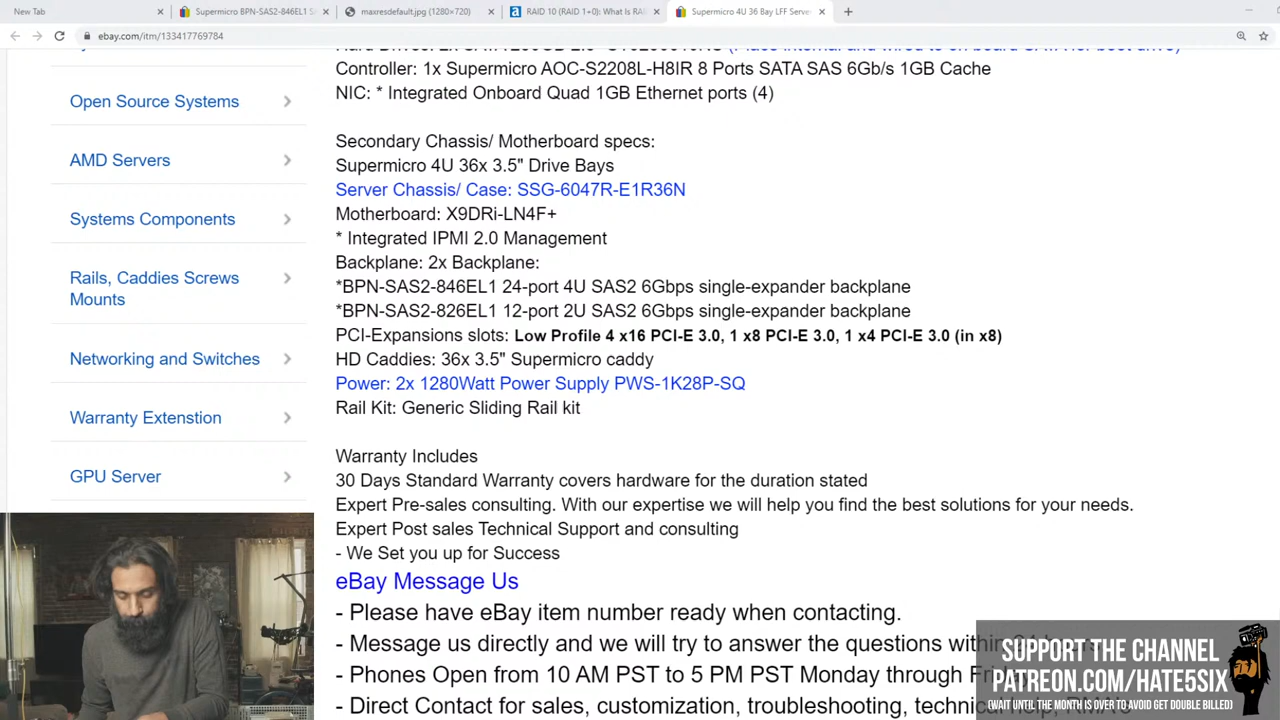 New Tab
Supermicro BPN-SAS2-846EL1 S
maxresdefault.jpg (1280×720)
RAID 10 (RAID 1+0): What Is RAI
Supermicro 4U 36 Bay LFF Server
ebay.com/itm/133417769784
Open Source Systems
AMD Servers
Systems Components
Rails, Caddies Screws
Mounts
Networking and Switches
Warranty Extenstion
GPU Server
Controller: 1x Supermicro AOC-S2208L-H8IR 8 Ports SATA SAS 6Gb/s 1GB Cache
NIC: * Integrated Onboard Quad 1GB Ethernet ports (4)
Secondary Chassis/ Motherboard specs:
Supermicro 4U 36x 3.5" Drive Bays
Server Chassis/ Case: SSG-6047R-E1R36N
Motherboard: X9DRi-LN4F+
* Integrated IPMI 2.0 Management
Backplane: 2x Backplane:
*BPN-SAS2-846EL1 24-port 4U SAS2 6Gbps single-expander backplane
*BPN-SAS2-826EL1 12-port 2U SAS2 6Gbps single-expander backplane
PCI-Expansions slots: Low Profile 4 x16 PCI-E 3.0, 1 x8 PCI-E 3.0, 1 x4 PCI-E 3.0 (in x8)
HD Caddies: 36x 3.5" Supermicro caddy
Power: 2x 1280Watt Power Supply PWS-1K28P-SQ
Rail Kit: Generic Sliding Rail kit
Warranty Includes
30 Days Standard Warranty covers hardware for the duration stated
Expert Pre-sales consulting. With our expertise we will help you find the best solutions for your needs.
Expert Post sales Technical Support and consulting
- We Set you up for Success
eBay Message Us
- Please have eBay item number ready when contacting.
- Message us directly and we will try to answer the questions within
- Phones Open from 10 AM PST to 5 PM PST Monday through
- Direct Contact for sales, customization, troubleshooting,
SUPPORT THE CHANNEL
PATREON.COM/HATE5SIX
(WAIT UNTIL THE MONTH IS OVER TO AVOID GET DOUBLE BILLED)